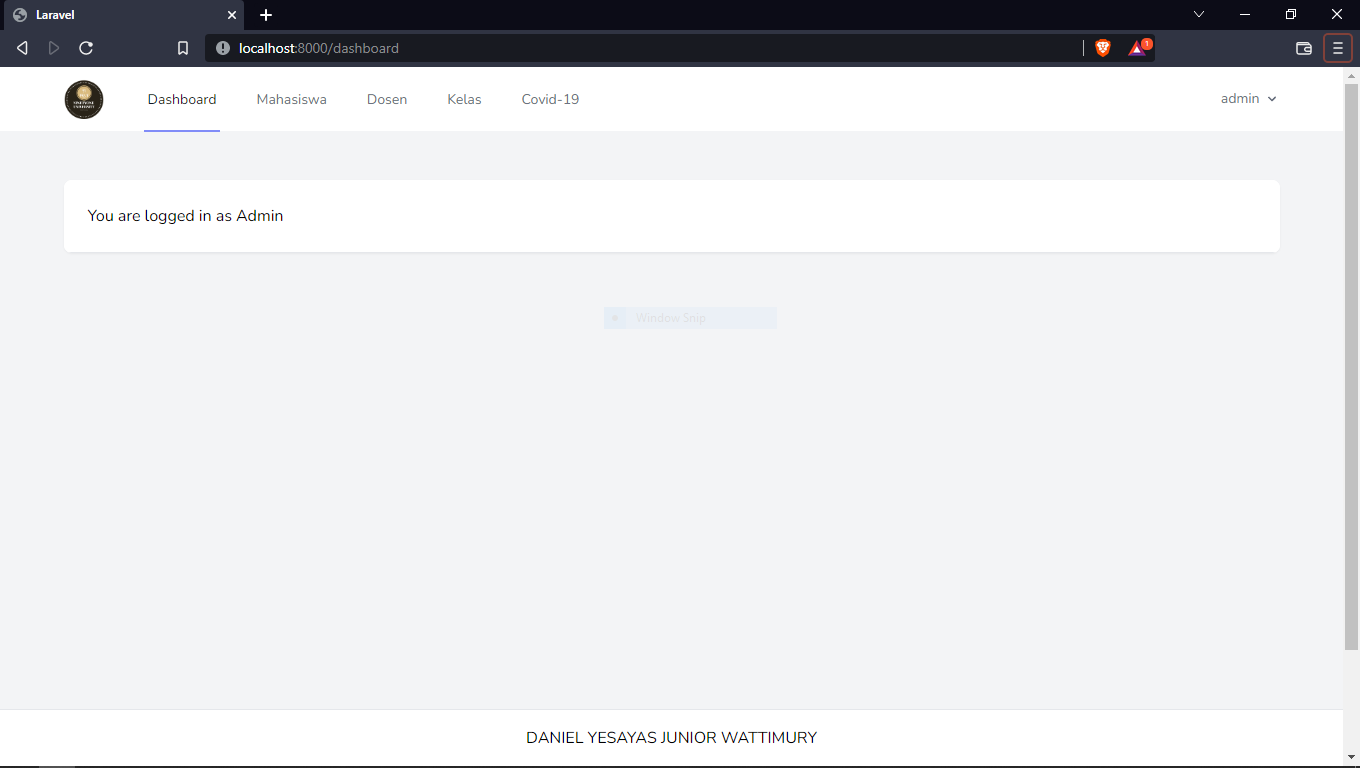 Laravel
localhost:8000/dashboard
1
Dashboard Mahasiswa Dosen Kelas Covid-19 admin
You are logged in as Admin
Window Snip
DANIEL YESAYAS JUNIOR WATTIMURY